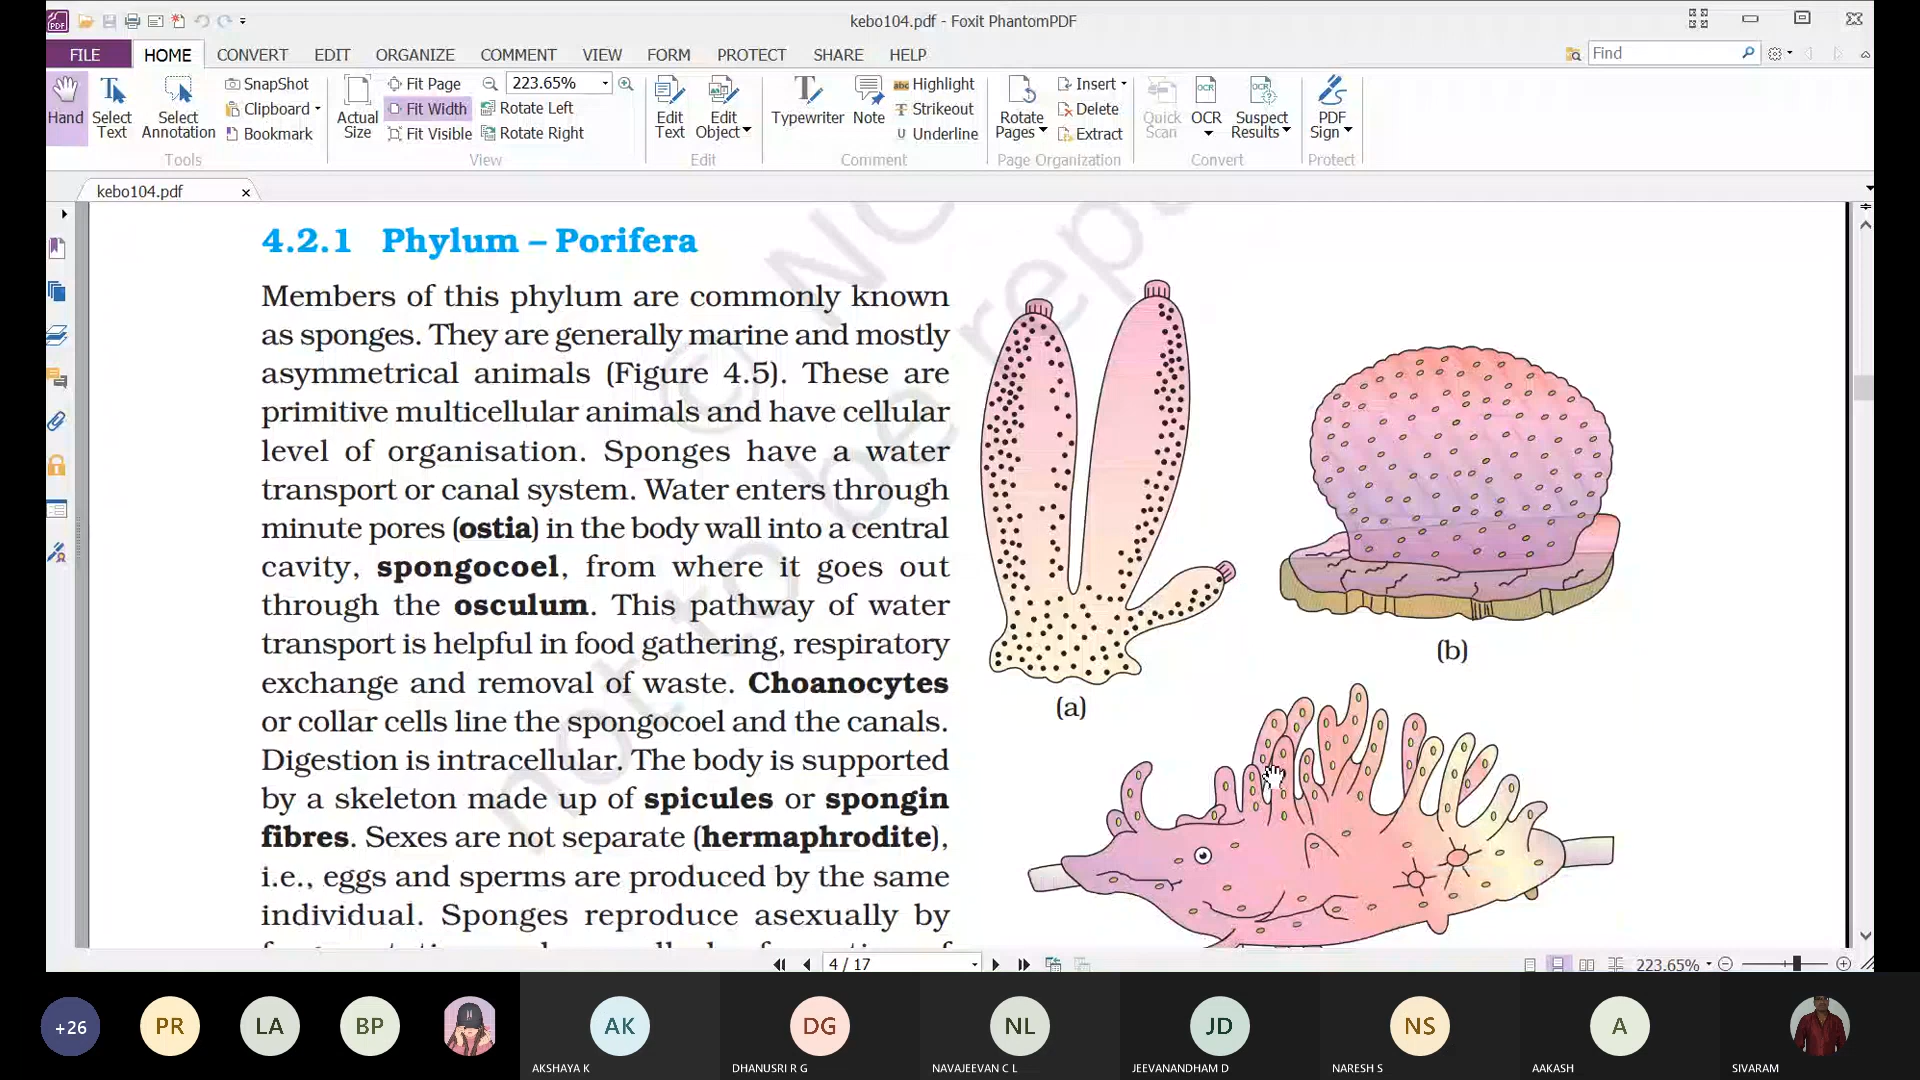 kebo104.pdf - Foxit PhantomPDF
FILE HOME CONVERT EDIT ORGANIZE COMMENT VIEW FORM PROTECT SHARE HELP Find
Hand
Select Text
Select Annotation
SnapShot
Clipboard
Bookmark
Tools
Actual Size
Fit Page
Fit Width
Fit Visible
223.65%
Rotate Left
Rotate Right
View
Edit Text
Edit Object
Edit
Typewriter
Note
Highlight
Strikeout
Underline
Comment
Rotate Pages
Insert
Delete
Extract
Page Organization
Quick Scan
OCR
OCR
OCR
Suspect Results
Convert
PDF Sign
Protect
kebo104.pdf
4.2.1 Phylum – Porifera
Members of this phylum are commonly known
as sponges. They are generally marine and mostly
asymmetrical animals (Figure 4.5). These are
primitive multicellular animals and have cellular
level of organisation. Sponges have a water
transport or canal system. Water enters through
minute pores (ostia) in the body wall into a central
cavity, spongocoel, from where it goes out
through the osculum. This pathway of water
transport is helpful in food gathering, respiratory
exchange and removal of waste. Choanocytes
or collar cells line the spongocoel and the canals.
Digestion is intracellular. The body is supported
by a skeleton made up of spicules or spongin
fibres. Sexes are not separate (hermaphrodite),
i.e., eggs and sperms are produced by the same
individual. Sponges reproduce asexually by
(a)
(b)
© NC
not to be rep
4 / 17
223.65%
+26 PR LA BP AK DG NL JD NS A
AKSHAYA K DHANUSRI R G NAVAJEEVAN C L JEEVANANDHAM D NARESH S AAKASH SIVARAM